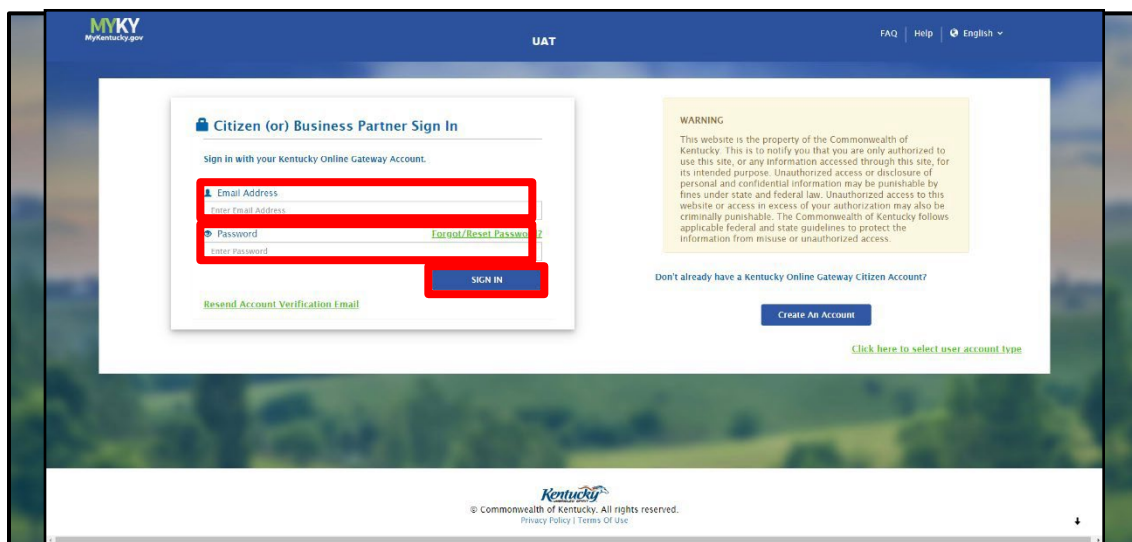 MYKY
MyKentucky.gov
UAT
FAQ
Help
English
Citizen (or) Business Partner Sign In
Sign in with your Kentucky Online Gateway Account.
Email Address
Enter Email Address
Password
Forgot/Reset Password?
Enter Password
SIGN IN
Resend Account Verification Email
WARNING
This website is the property of the Commonwealth of
Kentucky. This is to notify you that you are only authorized to
use this site, or any information accessed through this site, for
its intended purpose. Unauthorized access or disclosure of
personal and confidential information may be punishable by
fines under state and federal law. Unauthorized access to this
website or access in excess of your authorization may also be
criminally punishable. The Commonwealth of Kentucky follows
applicable federal and state guidelines to protect the
information from misuse or unauthorized access.
Don't already have a Kentucky Online Gateway Citizen Account?
Create An Account
Click here to select user account type
Kentucky
© Commonwealth of Kentucky. All rights reserved.
Privacy Policy | Terms Of Use